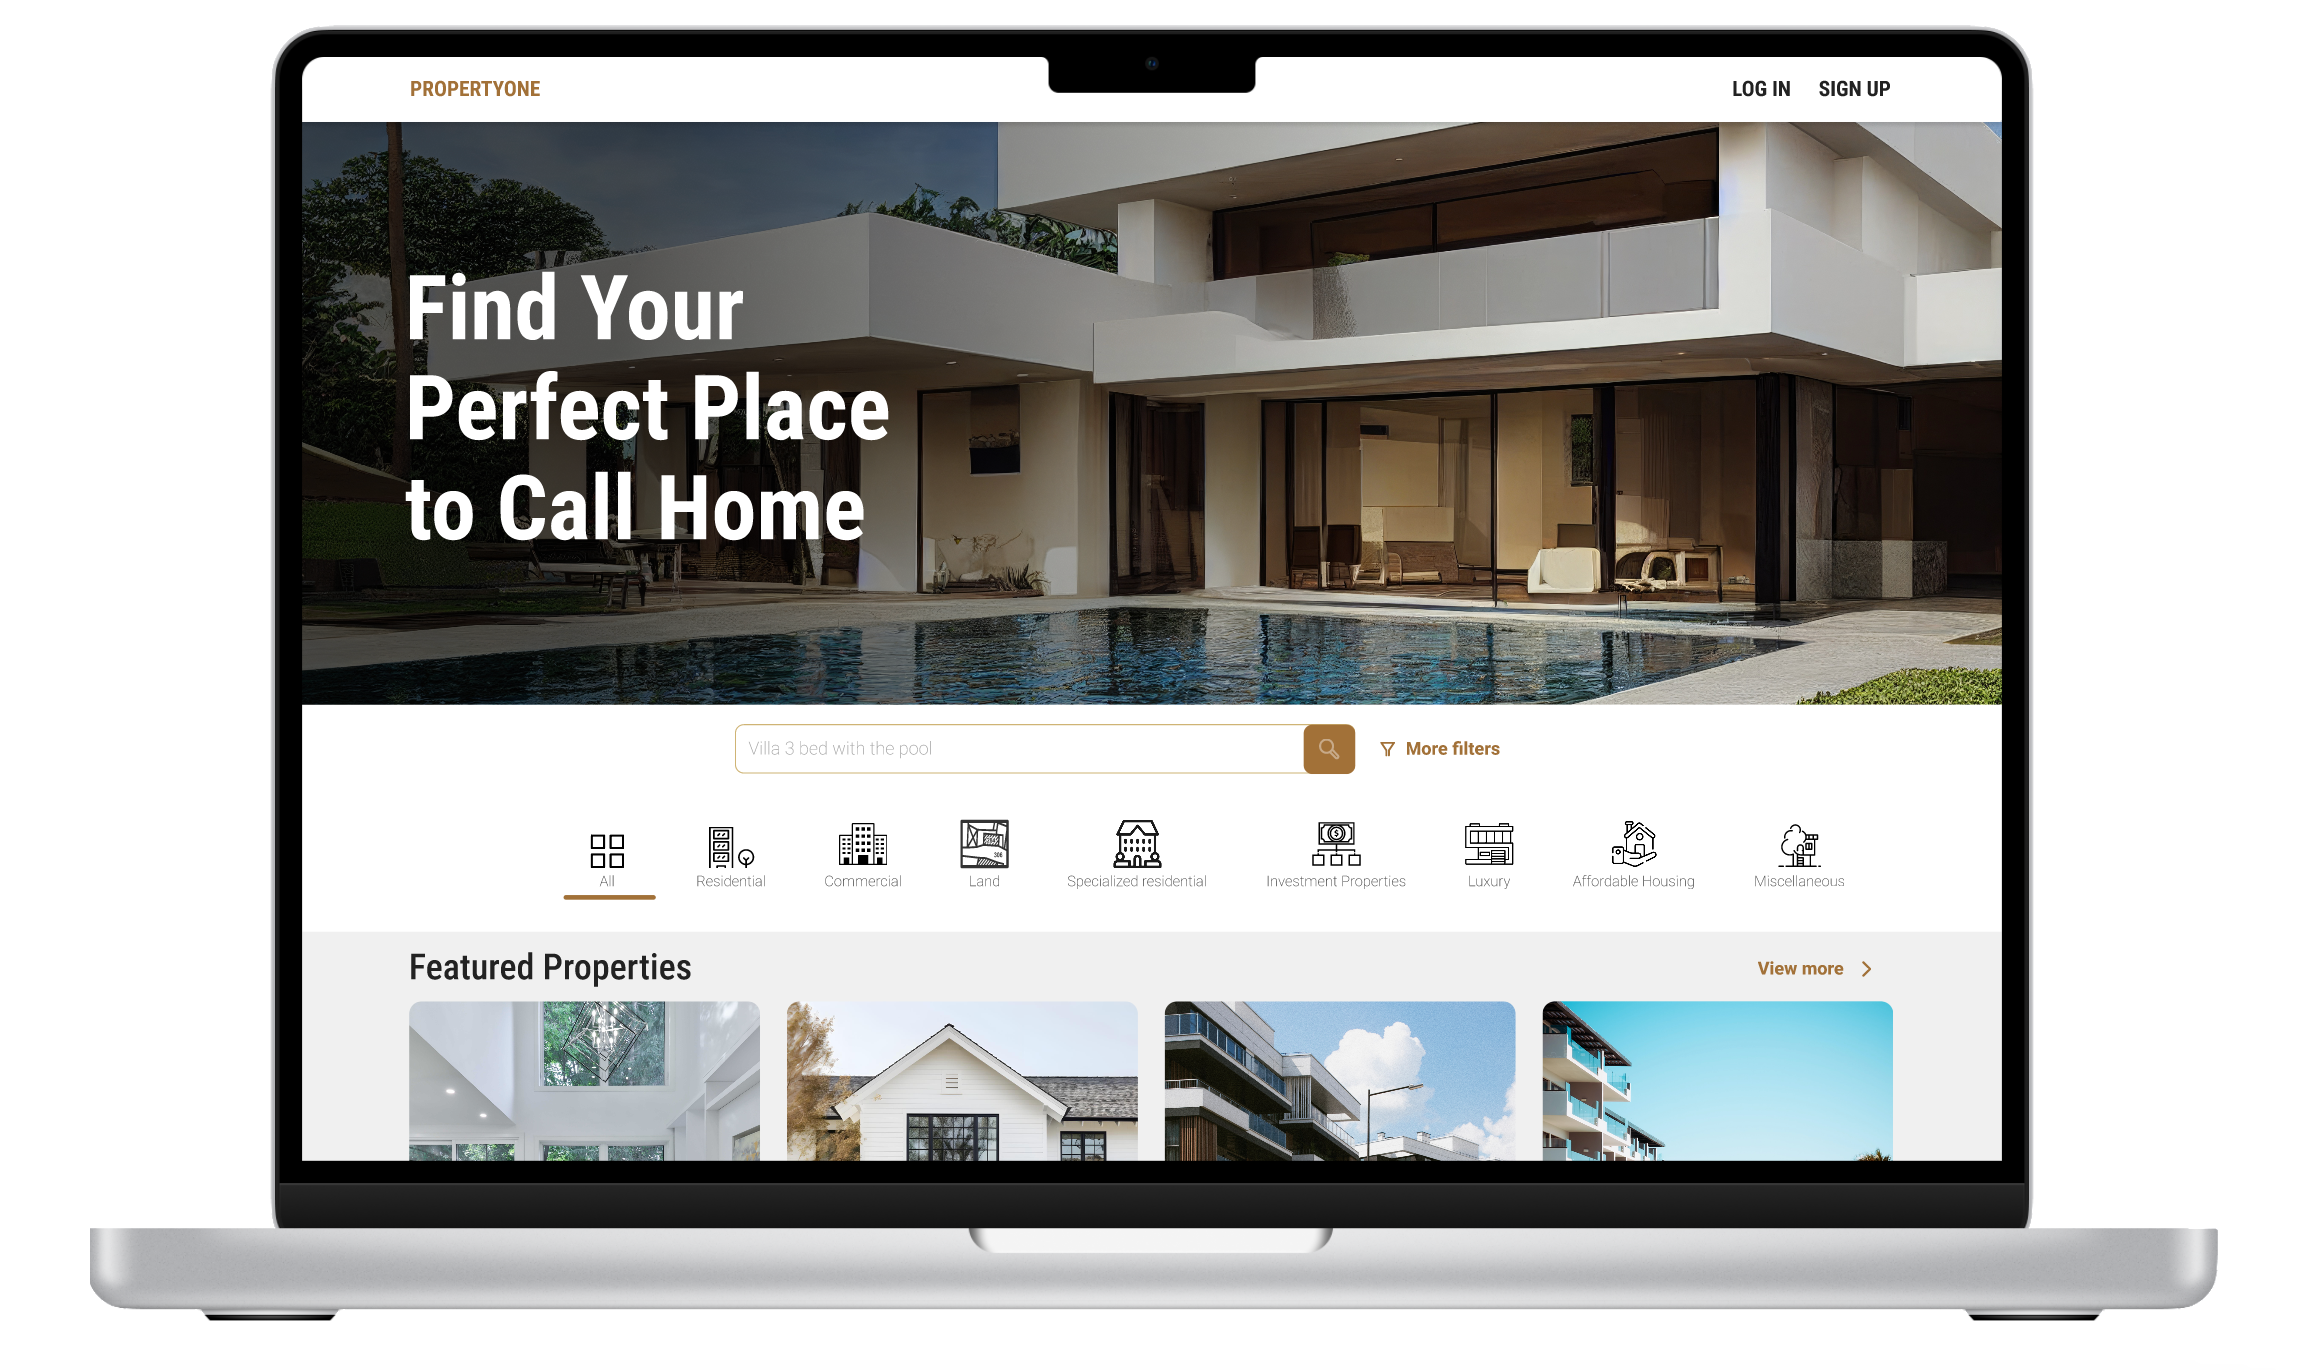 PROPERTYONE
LOG IN SIGN UP
Find Your
Perfect Place
to Call Home
Villa 3 bed with the pool
More filters
All
Residential
Commercial
306
Land
Specialized residential
$
Investment Properties
Luxury
Affordable Housing
Miscellaneous
Featured Properties
View more